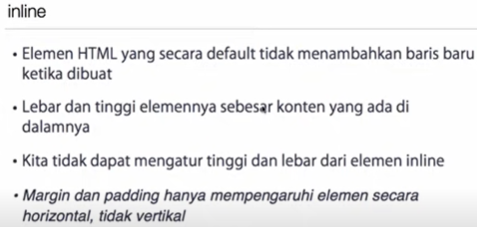 inline
• Elemen HTML yang secara default tidak menambahkan baris baru
ketika dibuat
• Lebar dan tinggi elemennya sebesar konten yang ada di
dalamnya
• Kita tidak dapat mengatur tinggi dan lebar dari elemen inline
• Margin dan padding hanya mempengaruhi elemen secara
horizontal, tidak vertikal